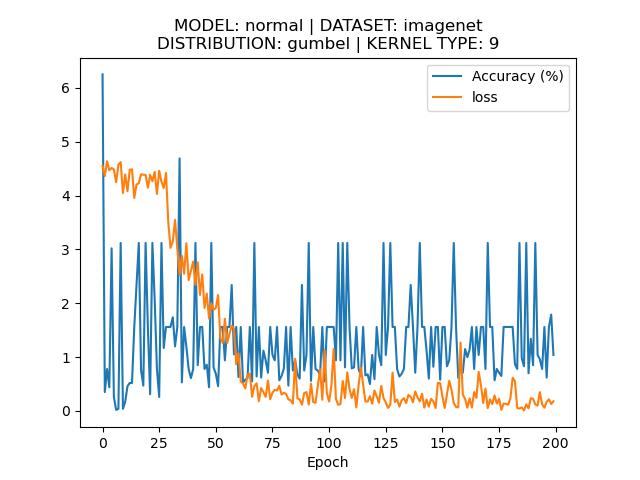 MODEL: normal | DATASET: imagenet
DISTRIBUTION: gumbel | KERNEL TYPE: 9
Accuracy (%)
loss
6
5
4
3
2
1
0
0 25 50 75 100 125 150 175 200
Epoch